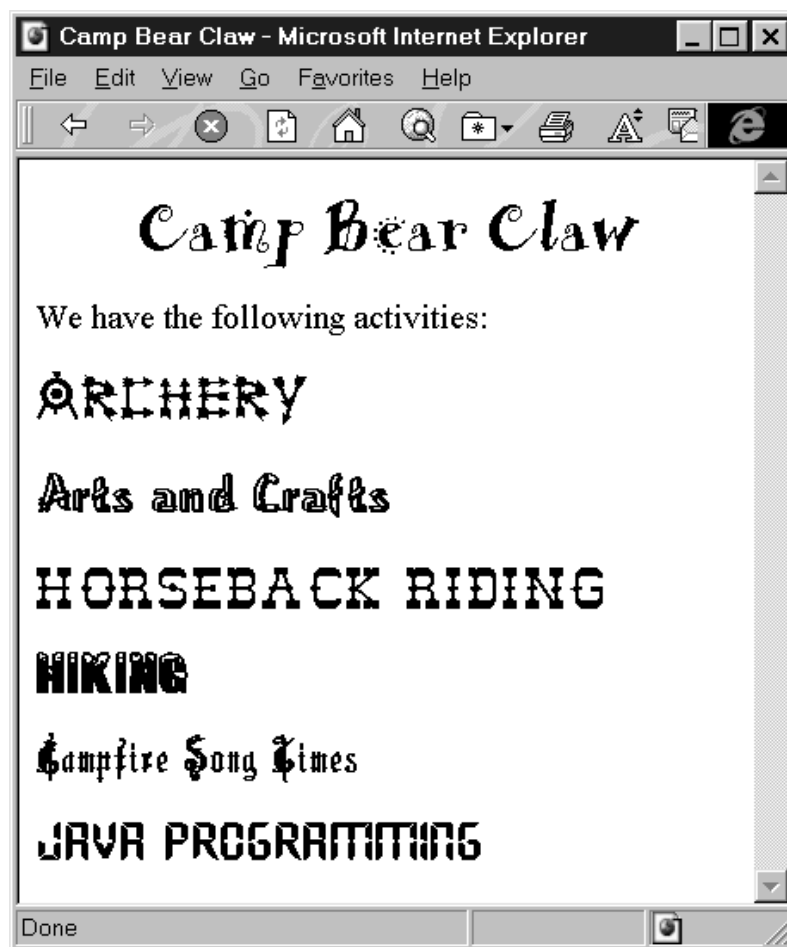 Camp Bear Claw - Microsoft Internet Explorer
File Edit View Go Favorites Help
Camp Bear Claw
We have the following activities:
ARCHERY
Arts and Crafts
HORSEBACK RIDING
HIKING
Campfire Song Times
JAVA PROGRAMMING
Done